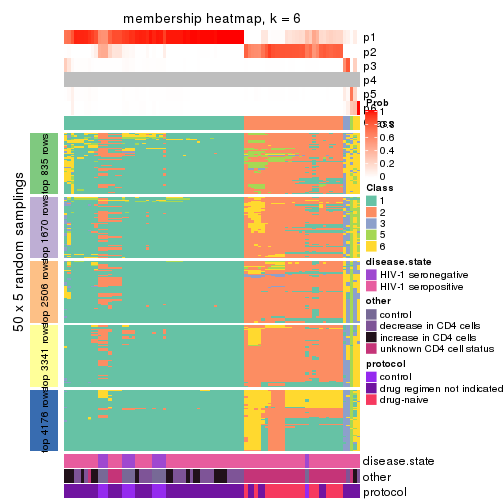 membership heatmap, k = 6
p1
p2
p3
p4
p5
p6
Class
Prob
1
0.8
0.6
0.4
0.2
0
Class
1
2
3
5
6
disease.state
HIV-1 seronegative
HIV-1 seropositive
other
control
decrease in CD4 cells
increase in CD4 cells
unknown CD4 cell status
protocol
control
drug regimen not indicated
drug-naive
50 x 5 random samplings
top 835 rows
top 1670 rows
top 2506 rows
top 3341 rows
top 4176 rows
disease.state
other
protocol